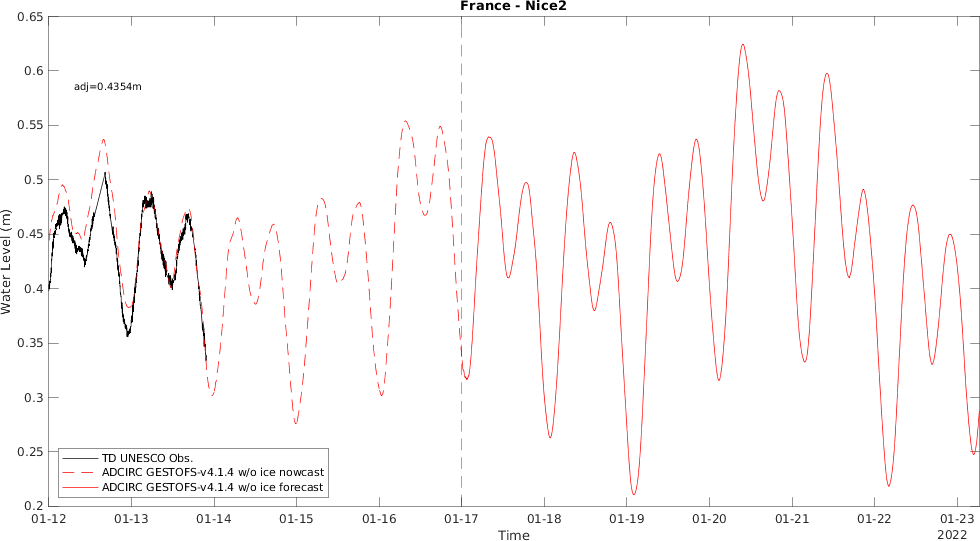 France - Nice2
0.65
0.6
0.55
0.5
0.45
0.4
0.35
0.3
0.25
0.2
Water Level (m)
adj=0.4354m
TD UNESCO Obs.
ADCIRC GESTOFS-v4.1.4 w/o ice nowcast
ADCIRC GESTOFS-v4.1.4 w/o ice forecast
01-12 01-13 01-14 01-15 01-16 01-17 01-18 01-19 01-20 01-21 01-22 01-23
Time
2022